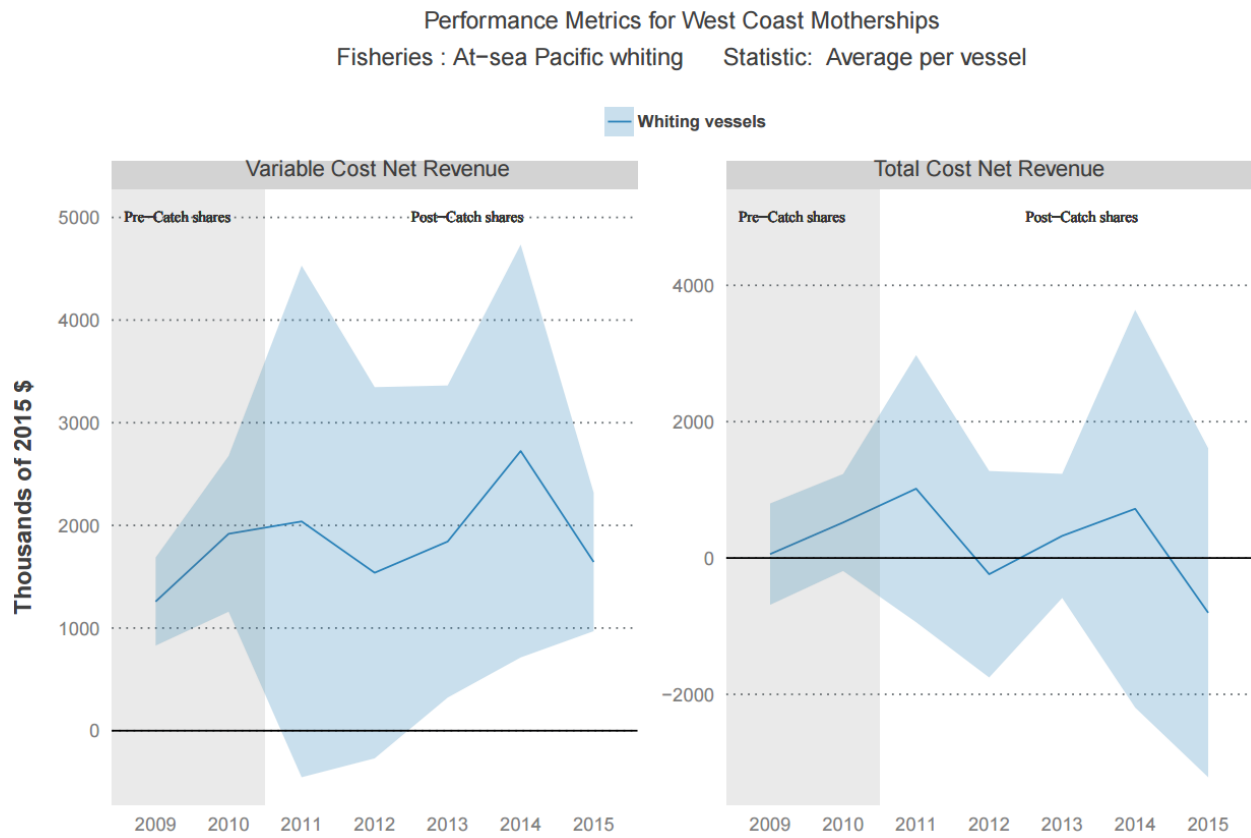 Performance Metrics for West Coast Motherships
Fisheries : At−sea Pacific whiting Statistic: Average per vessel
Whiting vessels
Variable Cost Net Revenue
Total Cost Net Revenue
Thousands of 2015 $
5000
4000
3000
2000
1000
0
Pre−Catch shares
Post−Catch shares
2009 2010 2011 2012 2013 2014 2015
4000
2000
0
−2000
Pre−Catch shares
Post−Catch shares
2009 2010 2011 2012 2013 2014 2015